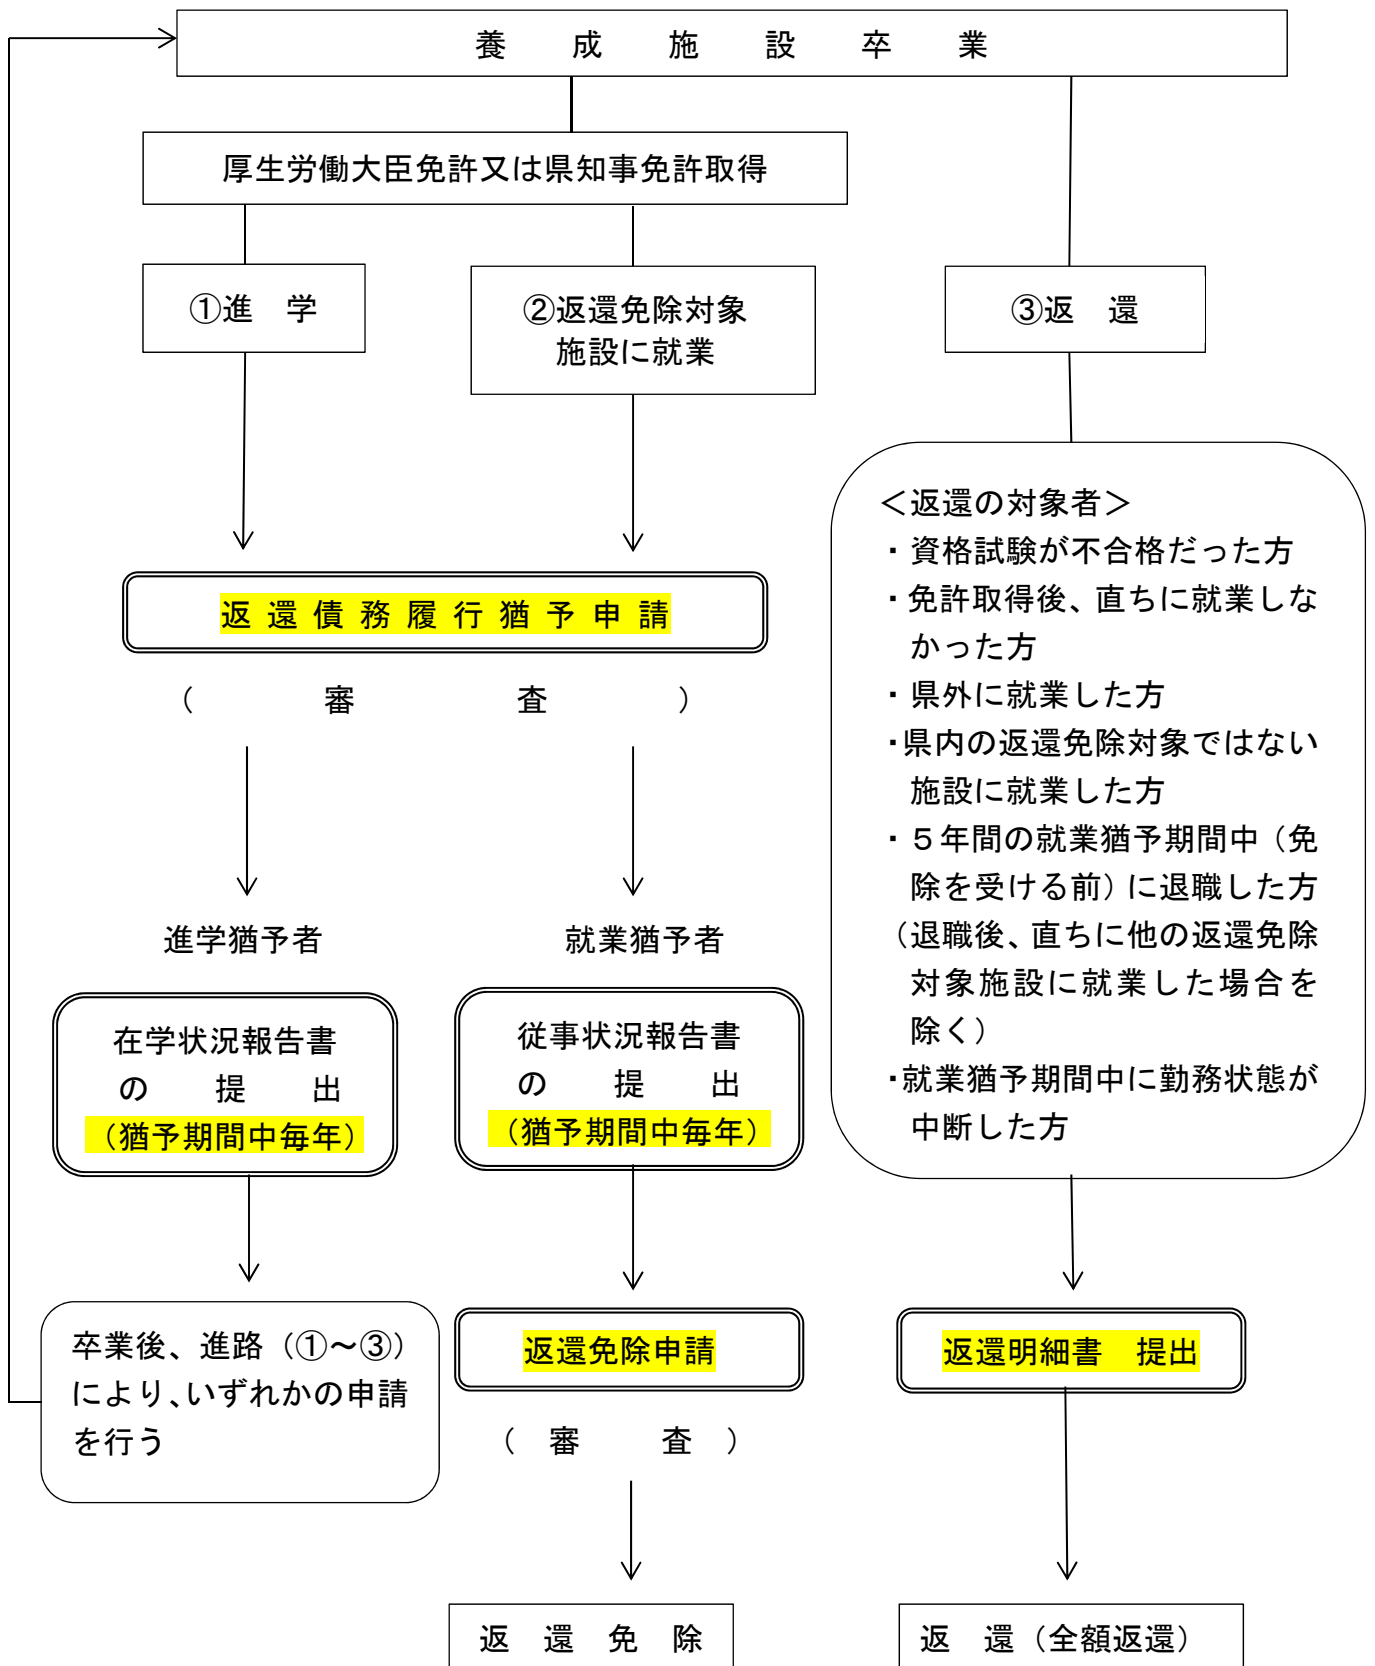 養 成 施 設 卒 業
厚生労働大臣免許又は県知事免許取得
①進 学
②返還免除対象
施設に就業
③返 還
返 還 債 務 履 行 猶 予 申 請
( 審 査 )
進学猶予者
就業猶予者
在学状況報告書
の 提 出
(猶予期間中毎年)
従事状況報告書
の 提 出
(猶予期間中毎年)
卒業後、進路(①~③)
により、いずれかの申請
を行う
返還免除申請
( 審 査 )
返 還 免 除
<返還の対象者>
・資格試験が不合格だった方
・免許取得後、直ちに就業しな
かった方
・県外に就業した方
・県内の返還免除対象ではない
施設に就業した方
・5年間の就業猶予期間中(免
除を受ける前)に退職した方
(退職後、直ちに他の返還免除
対象施設に就業した場合を
除く)
・就業猶予期間中に勤務状態が
中断した方
返還明細書 提出
返 還(全額返還)